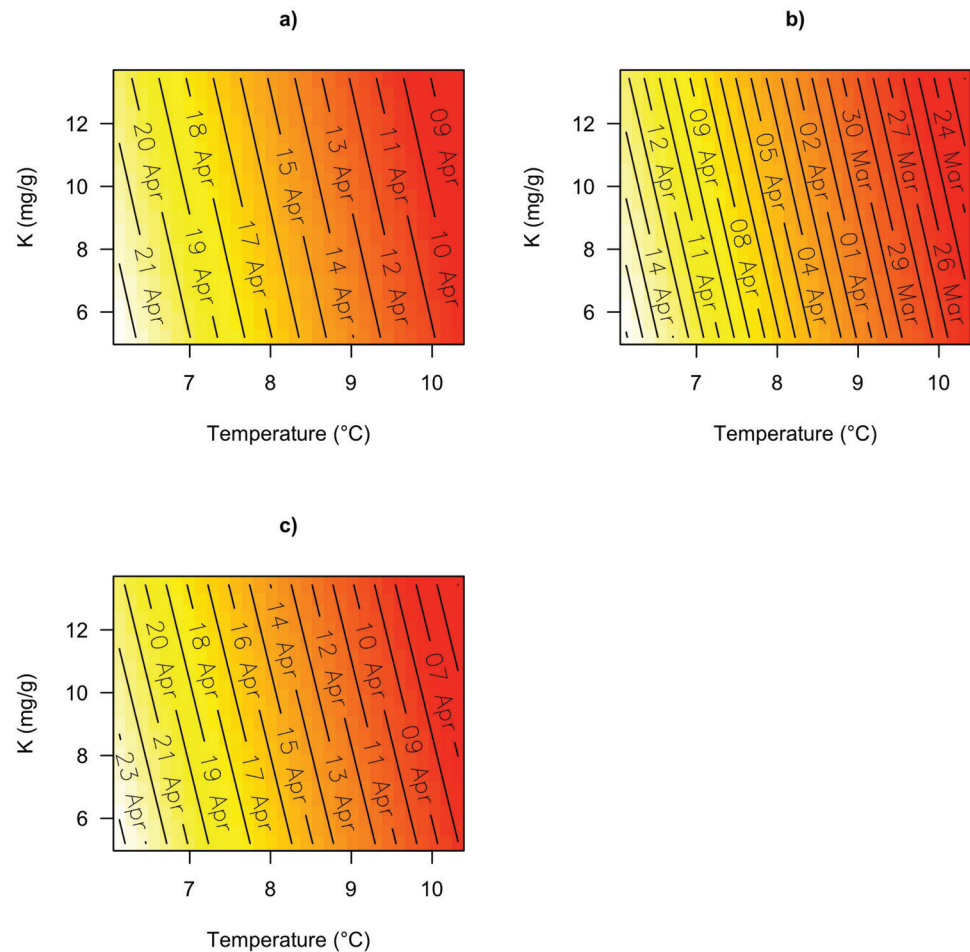 a)
K (mg/g)
12
10
8
6
20 Apr
18 Apr
15 Apr
13 Apr
11 Apr
09 Apr
21 Apr
19 Apr
17 Apr
14 Apr
12 Apr
10 Apr
7 8 9 10
Temperature (°C)
b)
K (mg/g)
12
10
8
6
12 Apr
09 Apr
05 Apr
02 Apr
30 Mar
27 Mar
24 Mar
14 Apr
11 Apr
08 Apr
04 Apr
01 Apr
29 Mar
26 Mar
7 8 9 10
Temperature (°C)
c)
K (mg/g)
12
10
8
6
20 Apr
18 Apr
16 Apr
14 Apr
12 Apr
10 Apr
07 Apr
23 Apr
21 Apr
19 Apr
17 Apr
15 Apr
13 Apr
11 Apr
09 Apr
7 8 9 10
Temperature (°C)